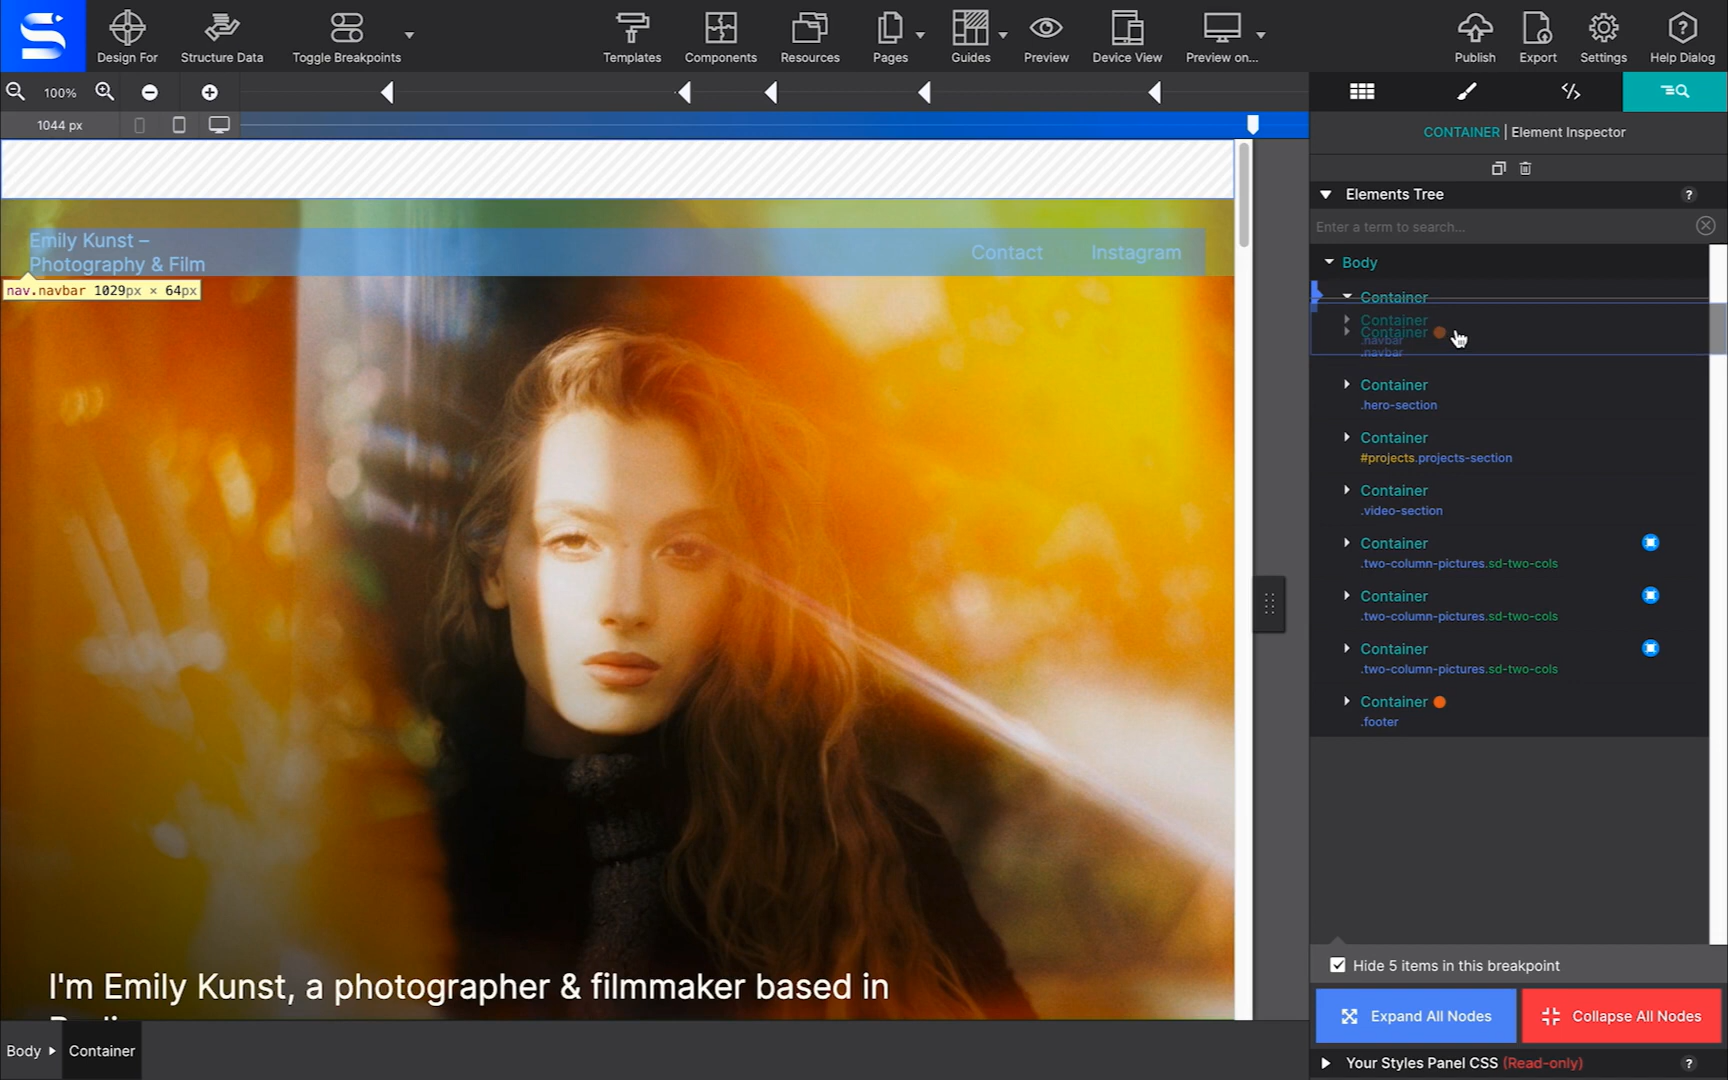 Design For
Structure Data
Toggle Breakpoints
Templates
Components
Resources
Pages
Guides
Preview
Device View
Preview on...
Publish
Export
Settings
Help Dialog
100%
1044 px
CONTAINER | Element Inspector
Elements Tree
?
Enter a term to search...
Emily Kunst –
Photography & Film
Contact
Instagram
nav.navbar 1029px × 64px
Body
Container
Container
Container
.navbar
.navbar
Container
.hero-section
Container
#projects.projects-section
Container
.video-section
Container
.two-column-pictures.sd-two-cols
Container
.two-column-pictures.sd-two-cols
Container
.two-column-pictures.sd-two-cols
Container
.footer
I'm Emily Kunst, a photographer & filmmaker based in
Hide 5 items in this breakpoint
Expand All Nodes
Collapse All Nodes
Body
Container
Your Styles Panel CSS (Read-only)
?